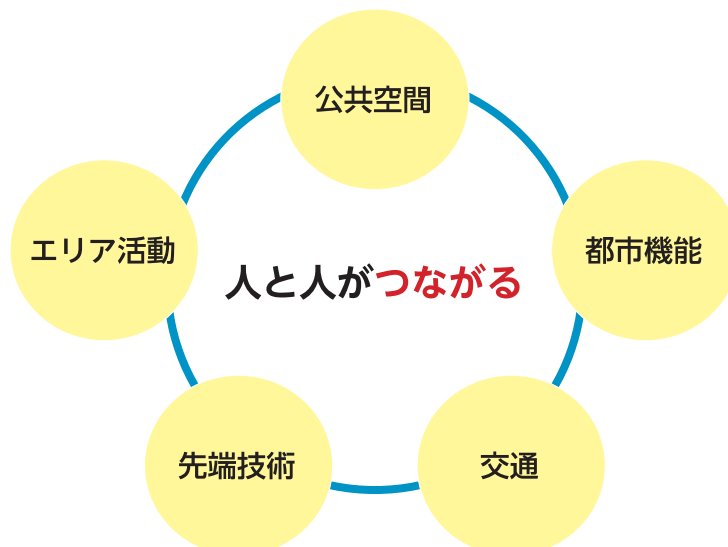 公共空間
エリア活動
都市機能
人と人がつながる
先端技術
交通